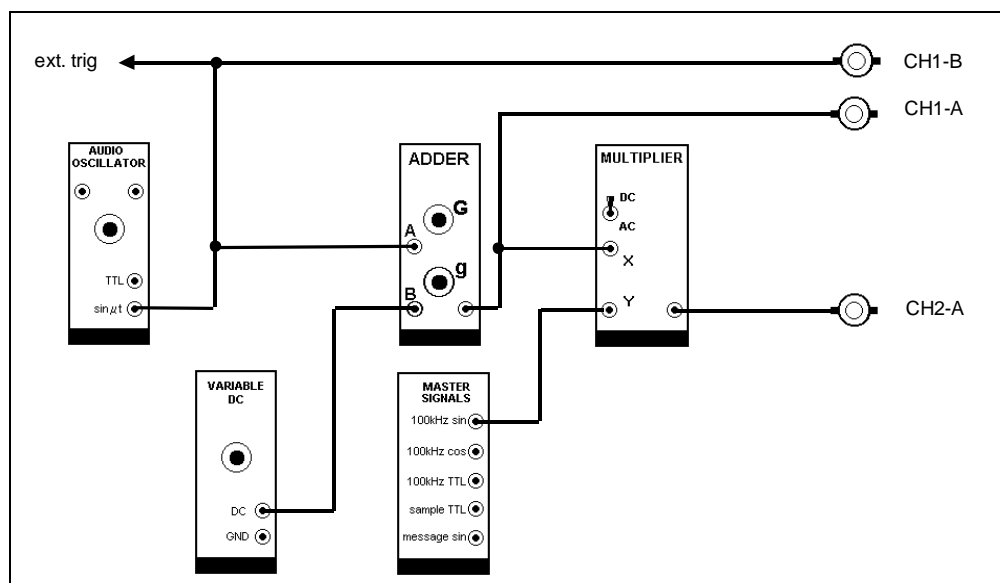 ext. trig
CH1-B
CH1-A
AUDIO
OSCILLATOR
TTL
sinμt
ADDER
G
A
g
B
MULTIPLIER
DC
AC
X
Y
CH2-A
VARIABLE
DC
DC
GND
MASTER
SIGNALS
100kHz sin
100kHz cos
100kHz TTL
sample TTL
message sin